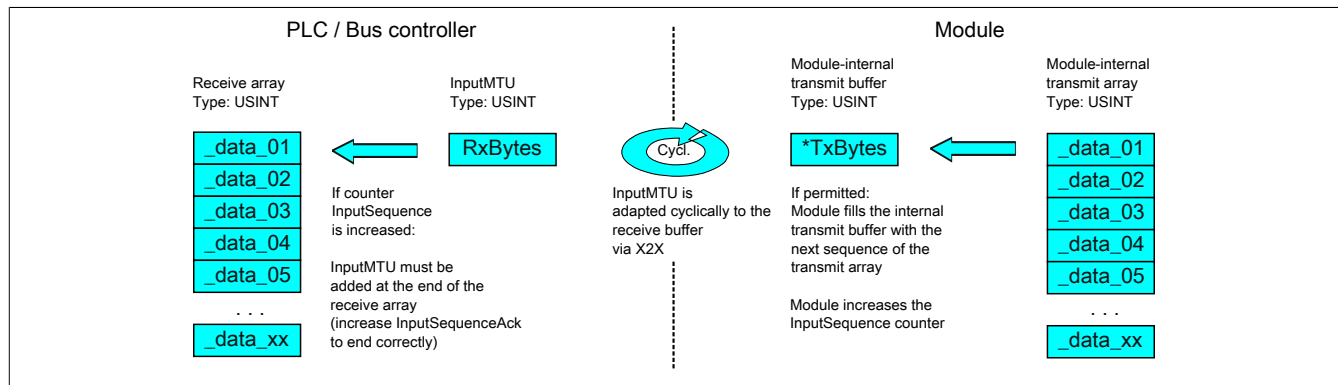 PLC / Bus controller
Module
Receive array
Type: USINT
InputMTU
Type: USINT
Module-internal
transmit buffer
Type: USINT
Module-internal
transmit array
Type: USINT
_data_01
_data_02
_data_03
_data_04
_data_05
. . .
_data_xx
RxBytes
If counter
InputSequence
is increased:
InputMTU must be
added at the end of the
receive array
(increase InputSequenceAck
to end correctly)
Cycl.
InputMTU is
adapted cyclically to the
receive buffer
via X2X
*TxBytes
If permitted:
Module fills the internal
transmit buffer with the
next sequence of the
transmit array
Module increases the
InputSequence counter
_data_01
_data_02
_data_03
_data_04
_data_05
. . .
_data_xx